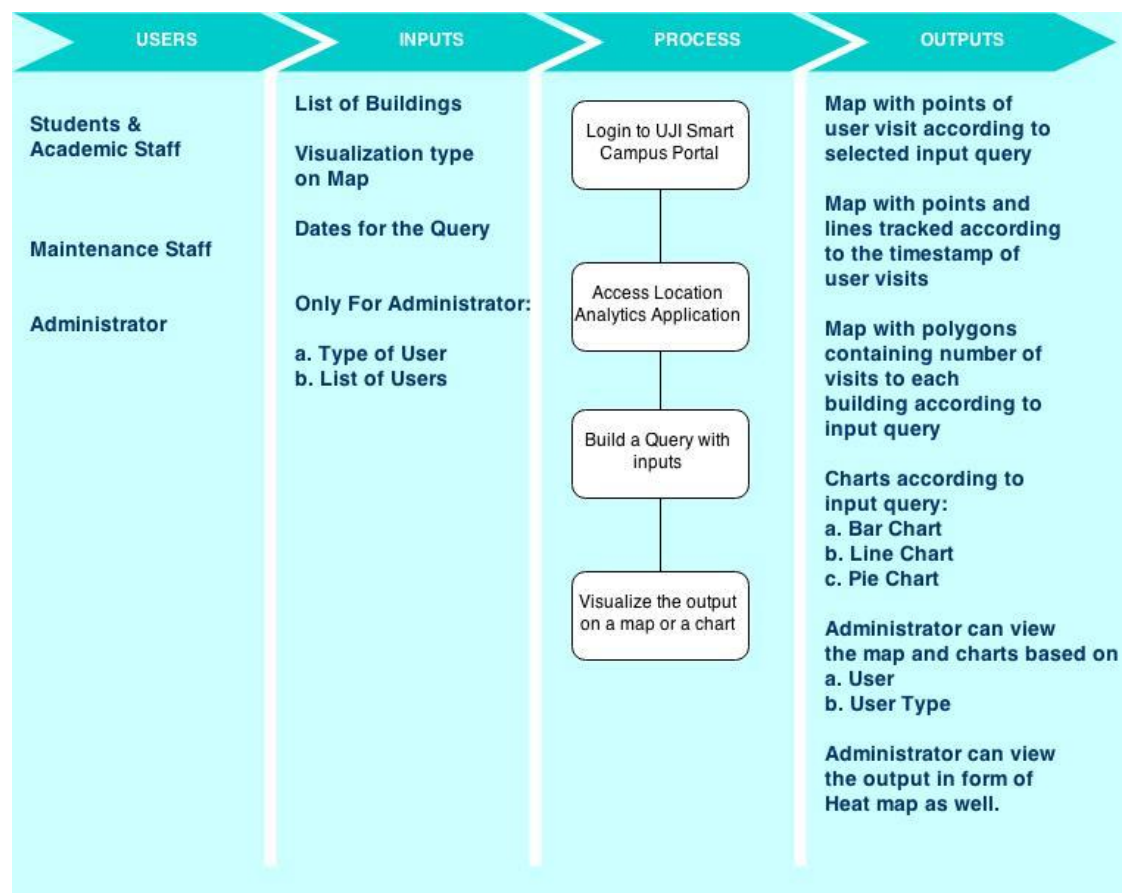 USERS
INPUTS
PROCESS
OUTPUTS
Students &
Academic Staff
Maintenance Staff
Administrator
List of Buildings
Visualization type
on Map
Dates for the Query
Only For Administrator:
a. Type of User
b. List of Users
Login to UJI Smart
Campus Portal
Access Location
Analytics Application
Build a Query with
inputs
Visualize the output
on a map or a chart
Map with points of
user visit according to
selected input query
Map with points and
lines tracked according
to the timestamp of
user visits
Map with polygons
containing number of
visits to each
building according to
input query
Charts according to
input query:
a. Bar Chart
b. Line Chart
c. Pie Chart
Administrator can view
the map and charts based on
a. User
b. User Type
Administrator can view
the output in form of
Heat map as well.